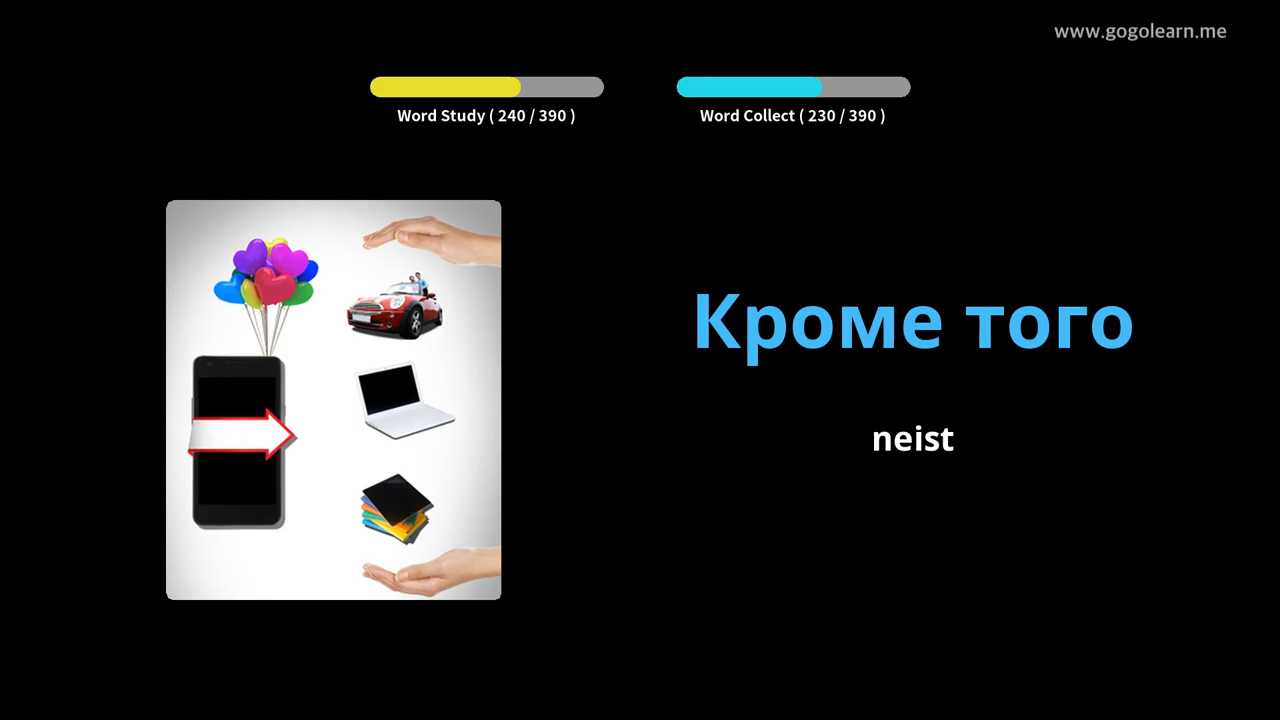 www.gogolearn.me
Word Study ( 240 / 390 )
Word Collect ( 230 / 390 )
Кроме того
neist